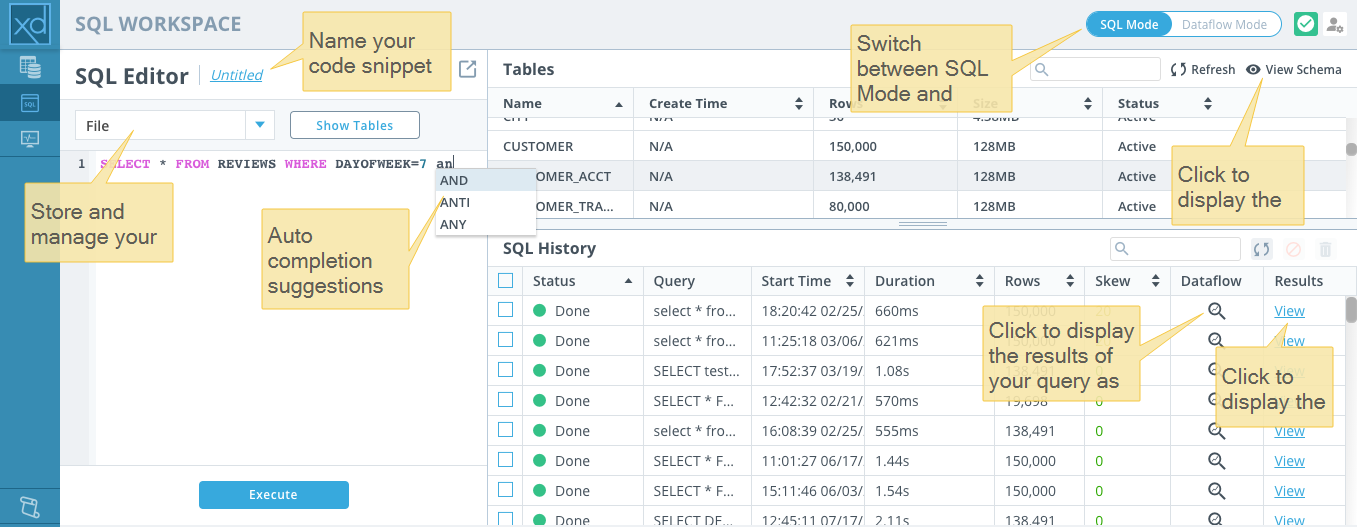 xd
SQL WORKSPACE
SQL Mode
Dataflow Mode
SQL Editor
Untitled
Name your
code snippet
File
Show Tables
1 SELECT * FROM REVIEWS WHERE DAYOFWEEK=7 an
AND
ANTI
ANY
Store and
manage your
Auto
completion
suggestions
Execute
Switch
between SQL
Mode and
Tables
Refresh
View Schema
Name Create Time Rows Size Status
CITY N/A 50 4.38MB Active
CUSTOMER N/A 150,000 128MB Active
OMER_ACCT N/A 138,491 128MB Active
OMER_TRA... N/A 80,000 128MB Active
Click to
display the
SQL History
Status Query Start Time Duration Rows Skew Dataflow Results
Done select * fro... 18:20:42 02/25/ 660ms 150,000 20 View
Done select * fro... 11:25:18 03/06/ 621ms View
Done SELECT test... 17:52:37 03/19/ 1.08s 138,491
Done SELECT * F... 12:42:32 02/21/ 570ms 19,698 0
Done select * fro... 16:08:39 02/25/ 555ms 138,491 0 View
Done SELECT * F... 11:01:27 06/17/ 1.44s 150,000 0 View
Done SELECT * F... 15:11:46 06/03/ 1.54s 150,000 0 View
Done SELECT DE... 12:45:11 07/17/ 2.11s 138,491 0 View
Click to display
the results of
your query as
Click to
display the